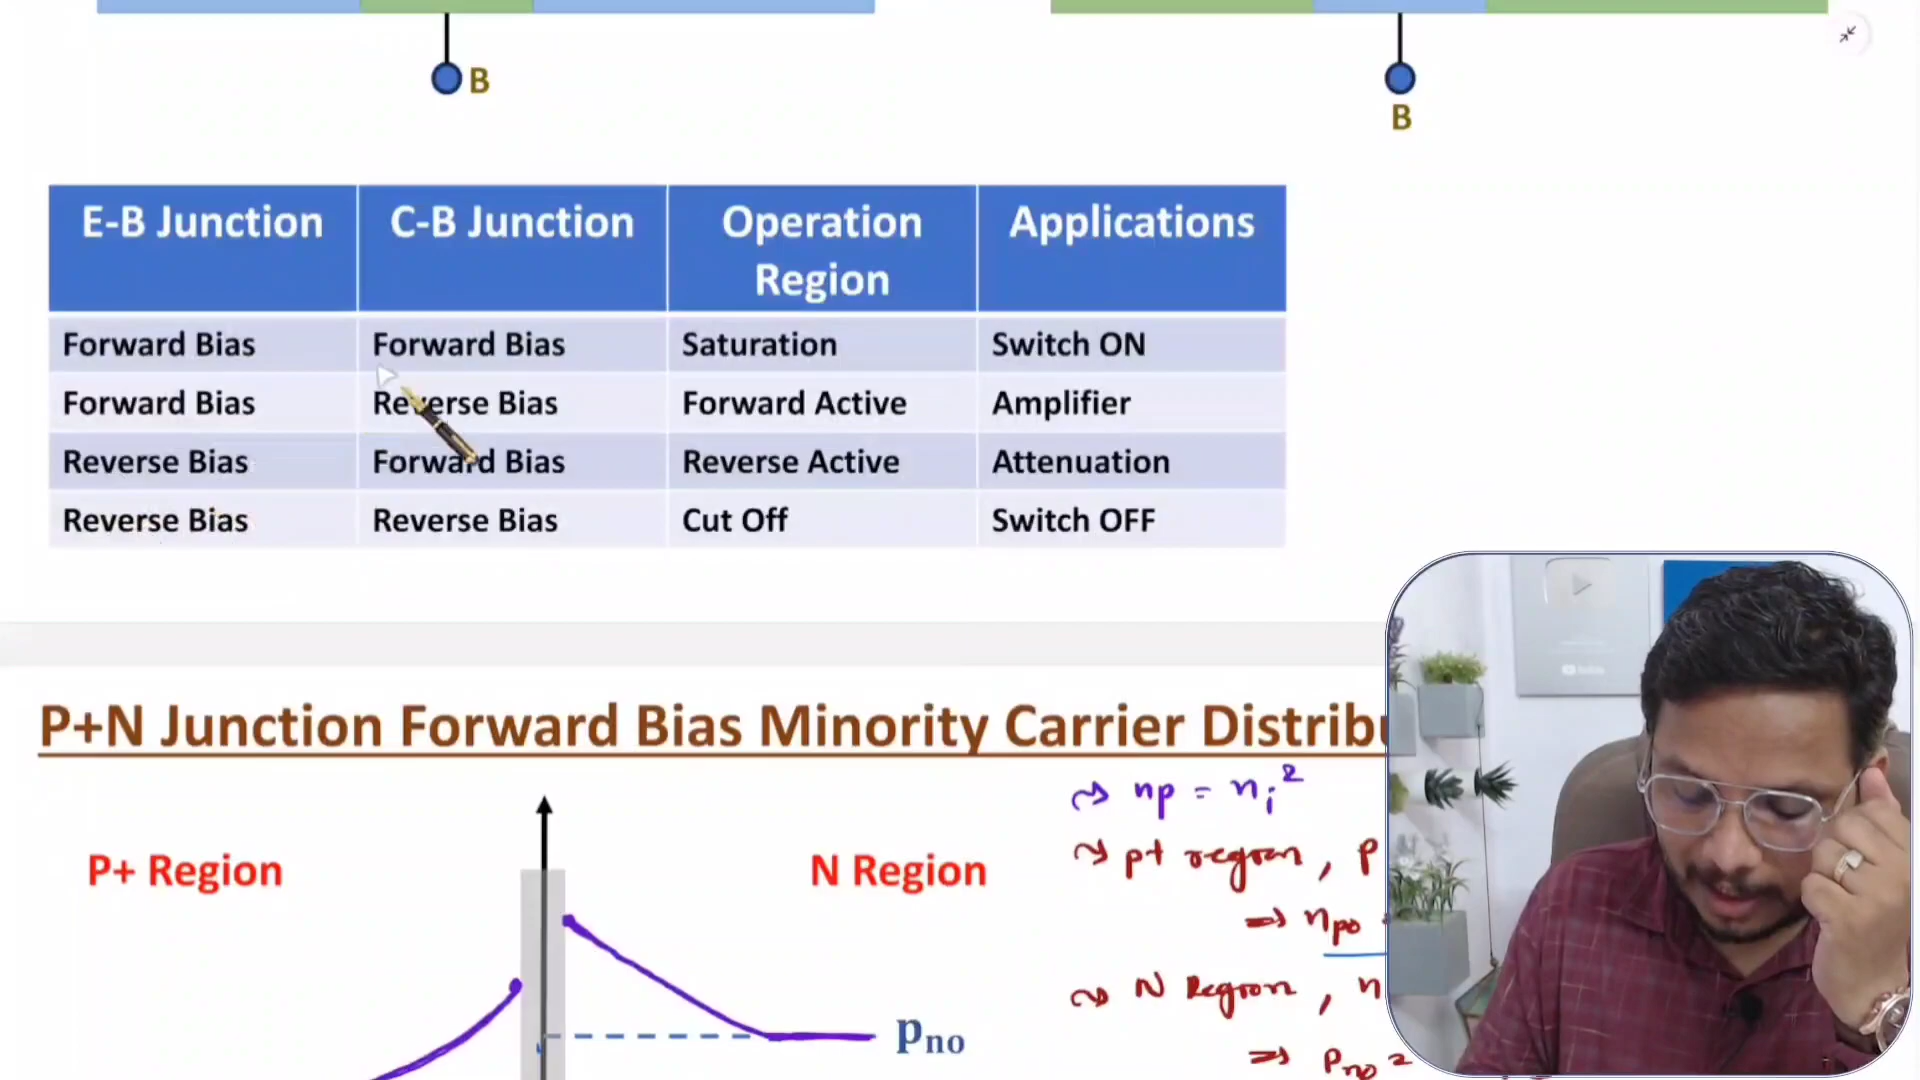 B
B
E-B Junction C-B Junction Operation Region Applications
Forward Bias Forward Bias Saturation Switch ON
Forward Bias Reverse Bias Forward Active Amplifier
Reverse Bias Forward Bias Reverse Active Attenuation
Reverse Bias Reverse Bias Cut Off Switch OFF
P+N Junction Forward Bias Minority Carrier Distribu
P+ Region
N Region
pno
↝ np = ni²
↝ p+ region, P
⇒ npo
↝ N Region, n
⇒ Pno =